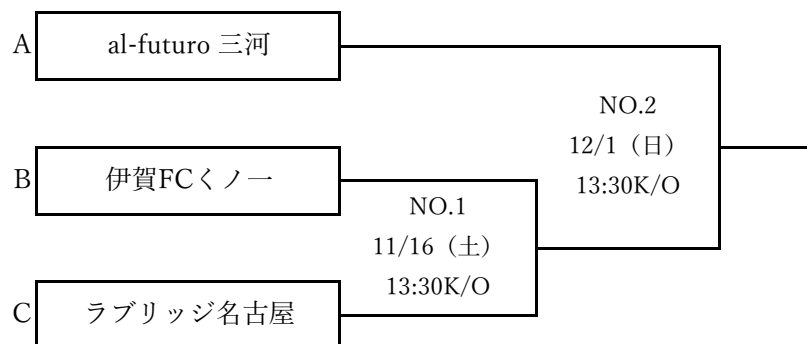 A
al-futuro 三河
NO.2
12/1（日）
13:30K/O
B
伊賀FCくノ一
NO.1
11/16（土）
13:30K/O
C
ラブリッジ名古屋